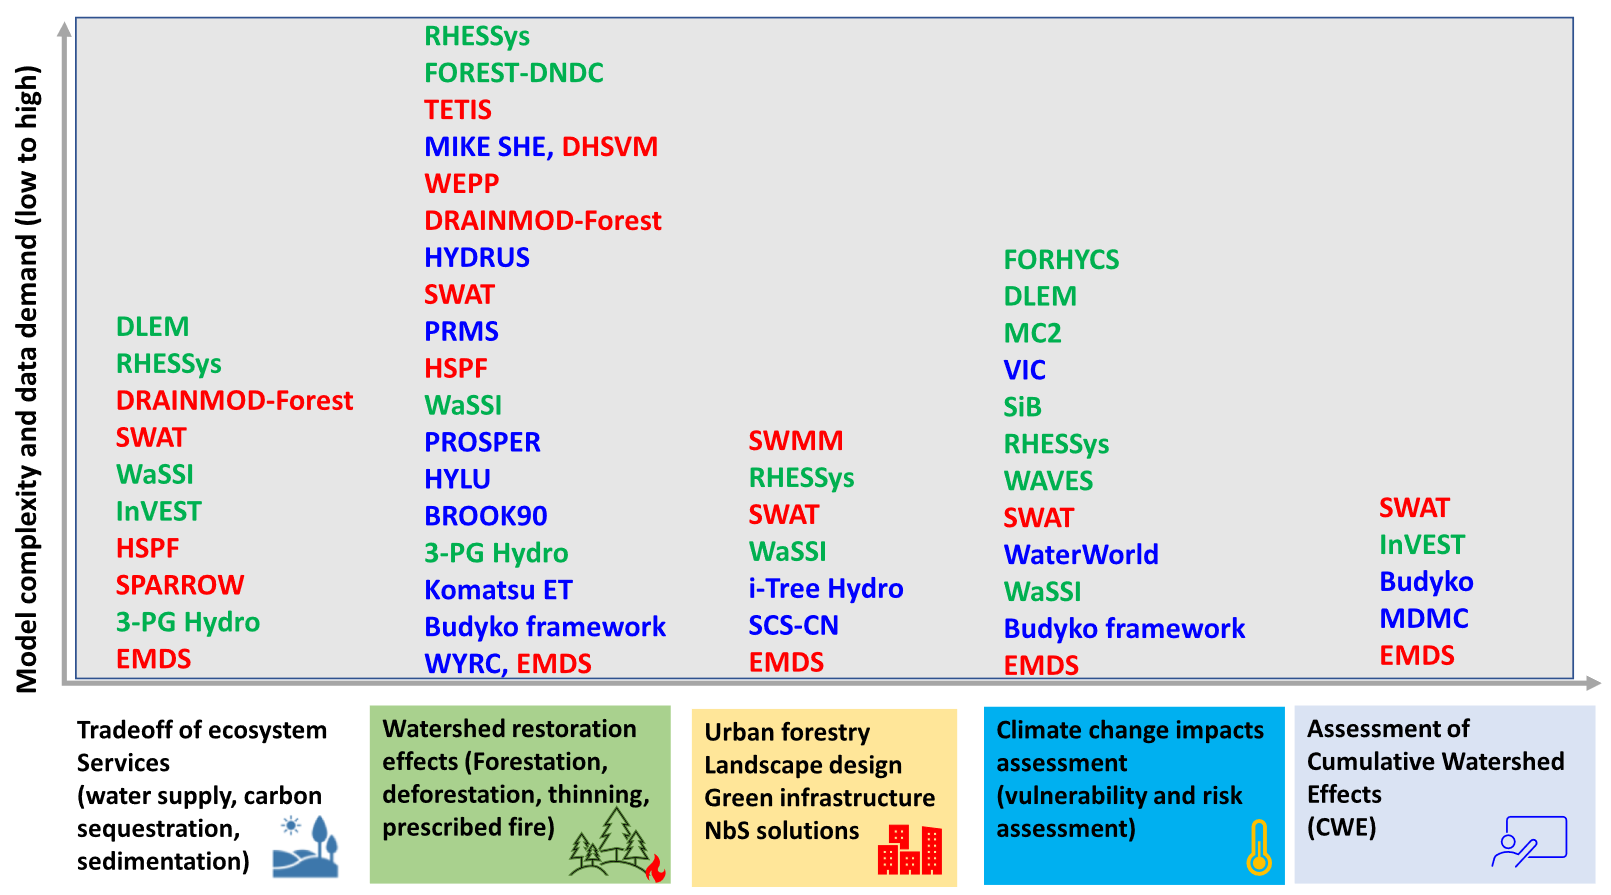 Model complexity and data demand (low to high)
DLEM
RHESSys
DRAINMOD-Forest
SWAT
WaSSI
InVEST
HSPF
SPARROW
3-PG Hydro
EMDS
RHESSys
FOREST-DNDC
TETIS
MIKE SHE, DHSVM
WEPP
DRAINMOD-Forest
HYDRUS
SWAT
PRMS
HSPF
WaSSI
PROSPER
HYLU
BROOK90
3-PG Hydro
Komatsu ET
Budyko framework
WYRC, EMDS
SWMM
RHESSys
SWAT
WaSSI
i-Tree Hydro
SCS-CN
EMDS
FORHYCS
DLEM
MC2
VIC
SiB
RHESSys
WAVES
SWAT
WaterWorld
WaSSI
Budyko framework
EMDS
SWAT
InVEST
Budyko
MDMC
EMDS
Tradeoff of ecosystem
Services
(water supply, carbon
sequestration,
sedimentation)
Watershed restoration
effects (Forestation,
deforestation, thinning,
prescribed fire)
Urban forestry
Landscape design
Green infrastructure
NbS solutions
Climate change impacts
assessment
(vulnerability and risk
assessment)
Assessment of
Cumulative Watershed
Effects
(CWE)